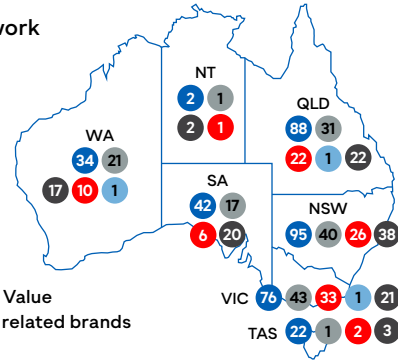 work
NT
2 1
2 1
QLD
88 31
22 1 22
WA
34 21
17 10 1
SA
42 17
6 20
NSW
95 40 26 38
VIC 76 43 33 1 21
TAS 22 1 2 3
Value
related brands